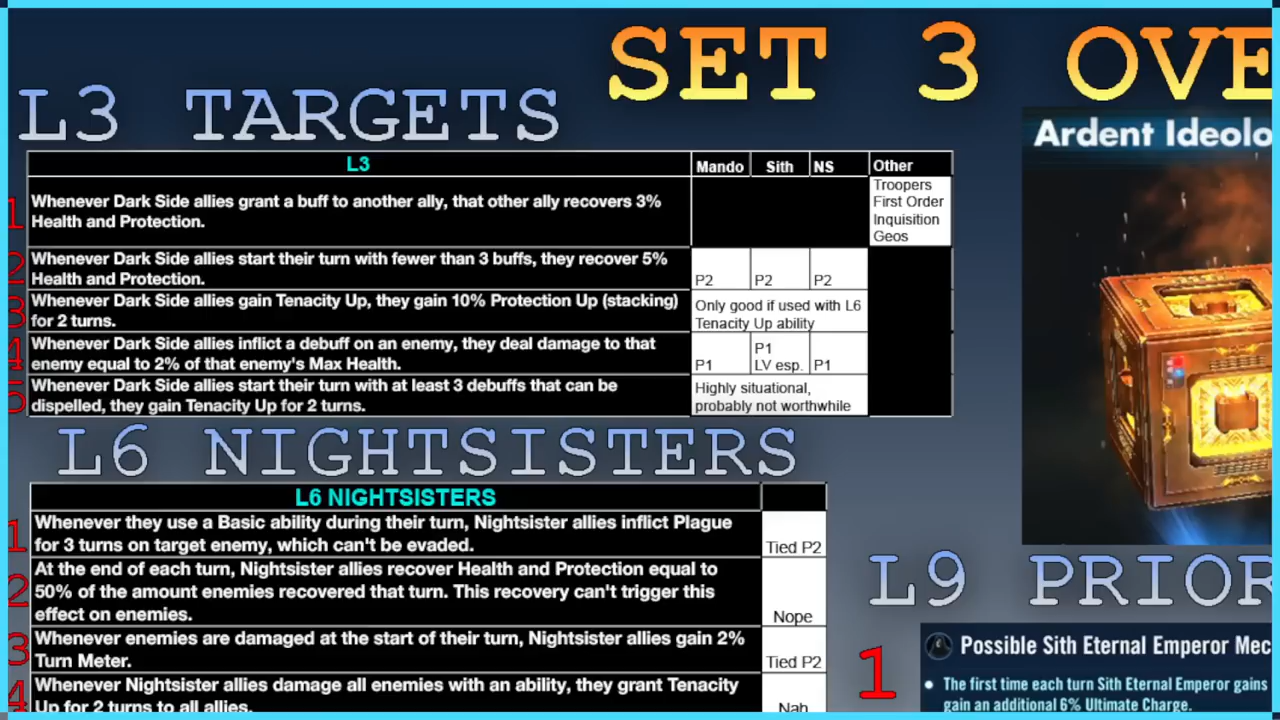 SET 3 OVE
L3 TARGETS
Ardent Ideolo
L3 Mando Sith NS Other
1
Whenever Dark Side allies grant a buff to another ally, that other ally recovers 3%
Health and Protection.
Troopers
First Order
Inquisition
Geos
2
Whenever Dark Side allies start their turn with fewer than 3 buffs, they recover 5%
Health and Protection.
P2 P2 P2
3
Whenever Dark Side allies gain Tenacity Up, they gain 10% Protection Up (stacking)
for 2 turns.
Only good if used with L6
Tenacity Up ability
4
Whenever Dark Side allies inflict a debuff on an enemy, they deal damage to that
enemy equal to 2% of that enemy's Max Health.
P1
P1
LV esp.
P1
5
Whenever Dark Side allies start their turn with at least 3 debuffs that can be
dispelled, they gain Tenacity Up for 2 turns.
Highly situational,
probably not worthwhile
L6 NIGHTSISTERS
L6 NIGHTSISTERS
1
Whenever they use a Basic ability during their turn, Nightsister allies inflict Plague
for 3 turns on target enemy, which can't be evaded.
Tied P2
2
At the end of each turn, Nightsister allies recover Health and Protection equal to
50% of the amount enemies recovered that turn. This recovery can't trigger this
effect on enemies.
Nope
3
Whenever enemies are damaged at the start of their turn, Nightsister allies gain 2%
Turn Meter.
Tied P2
4
Whenever Nightsister allies damage all enemies with an ability, they grant Tenacity
Up for 2 turns to all allies.
Nah
L9 PRIOR
1
Possible Sith Eternal Emperor Mec
• The first time each turn Sith Eternal Emperor gains
gain an additional 6% Ultimate Charge.